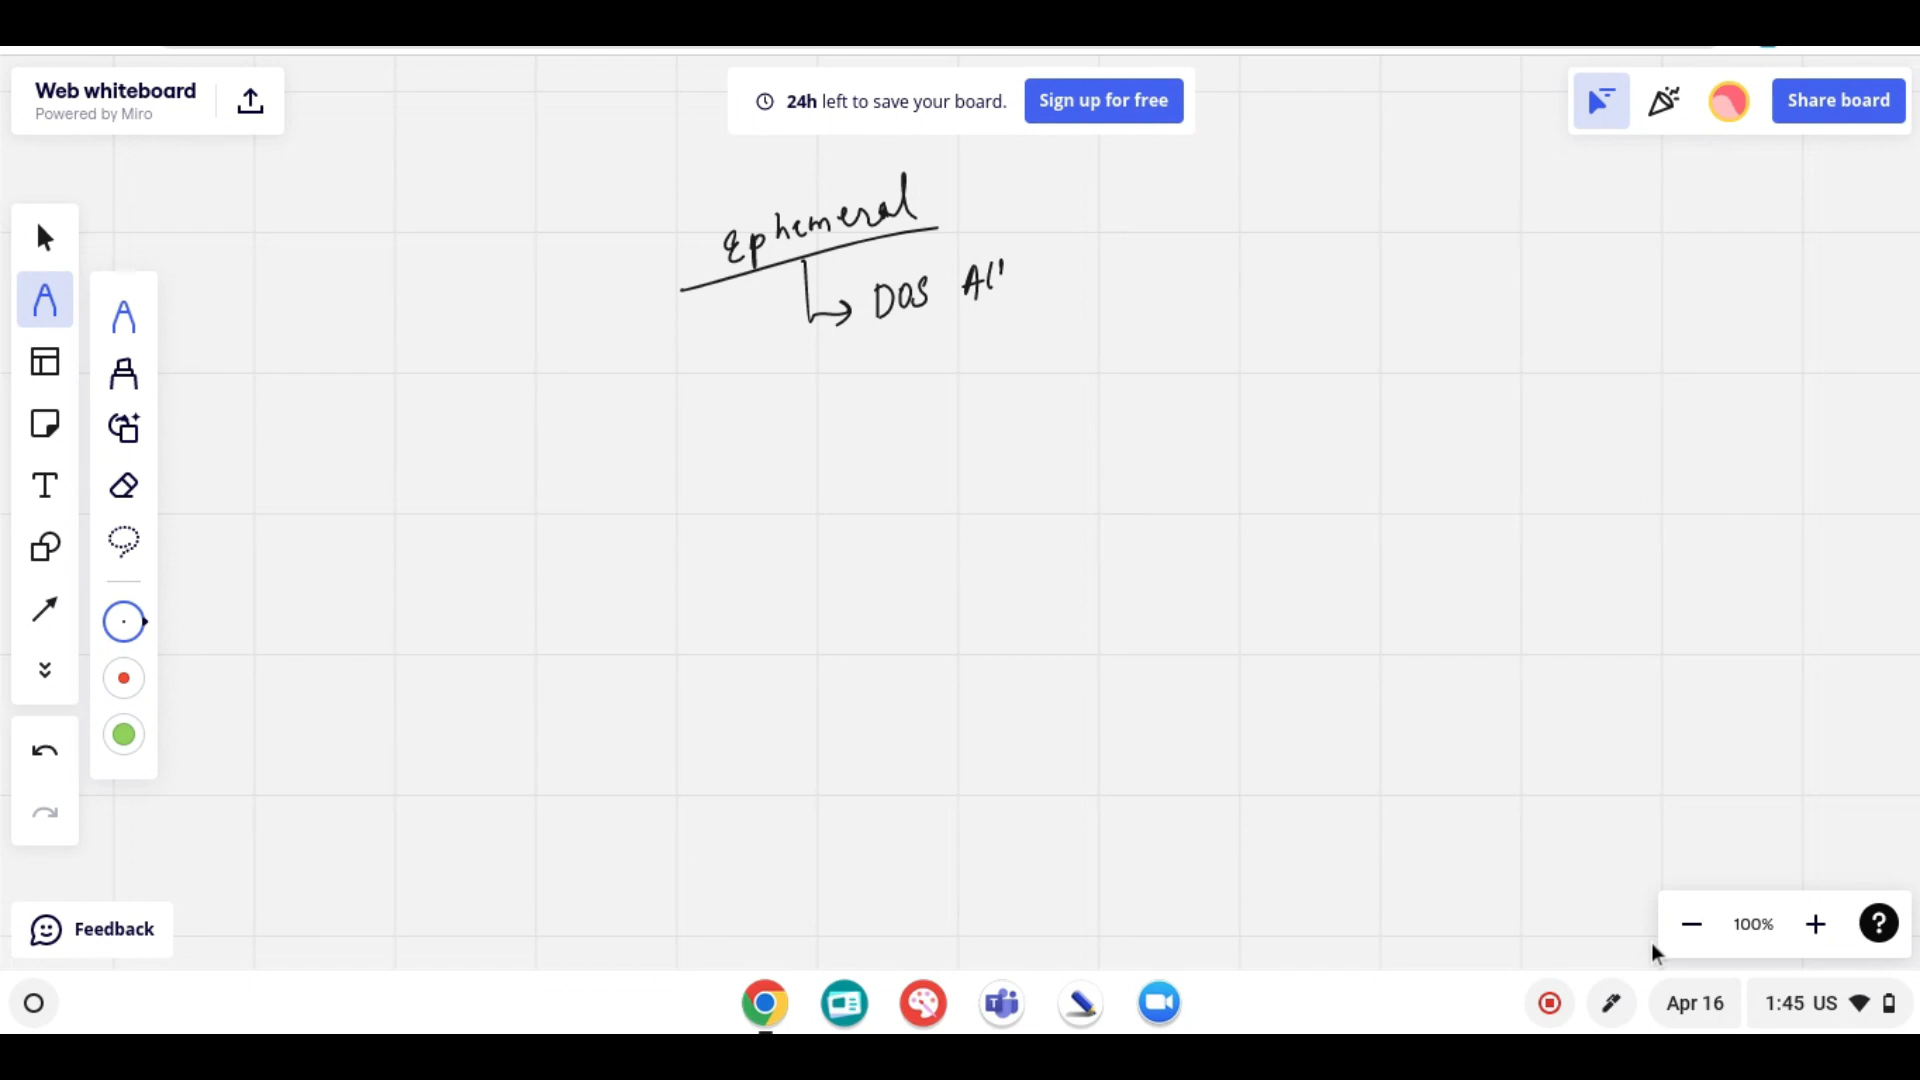 Web whiteboard
Powered by Miro
24h left to save your board.
Sign up for free
Share board
Ephemeral
DOS
T
Feedback
100%
?
Apr 16
1:45 US